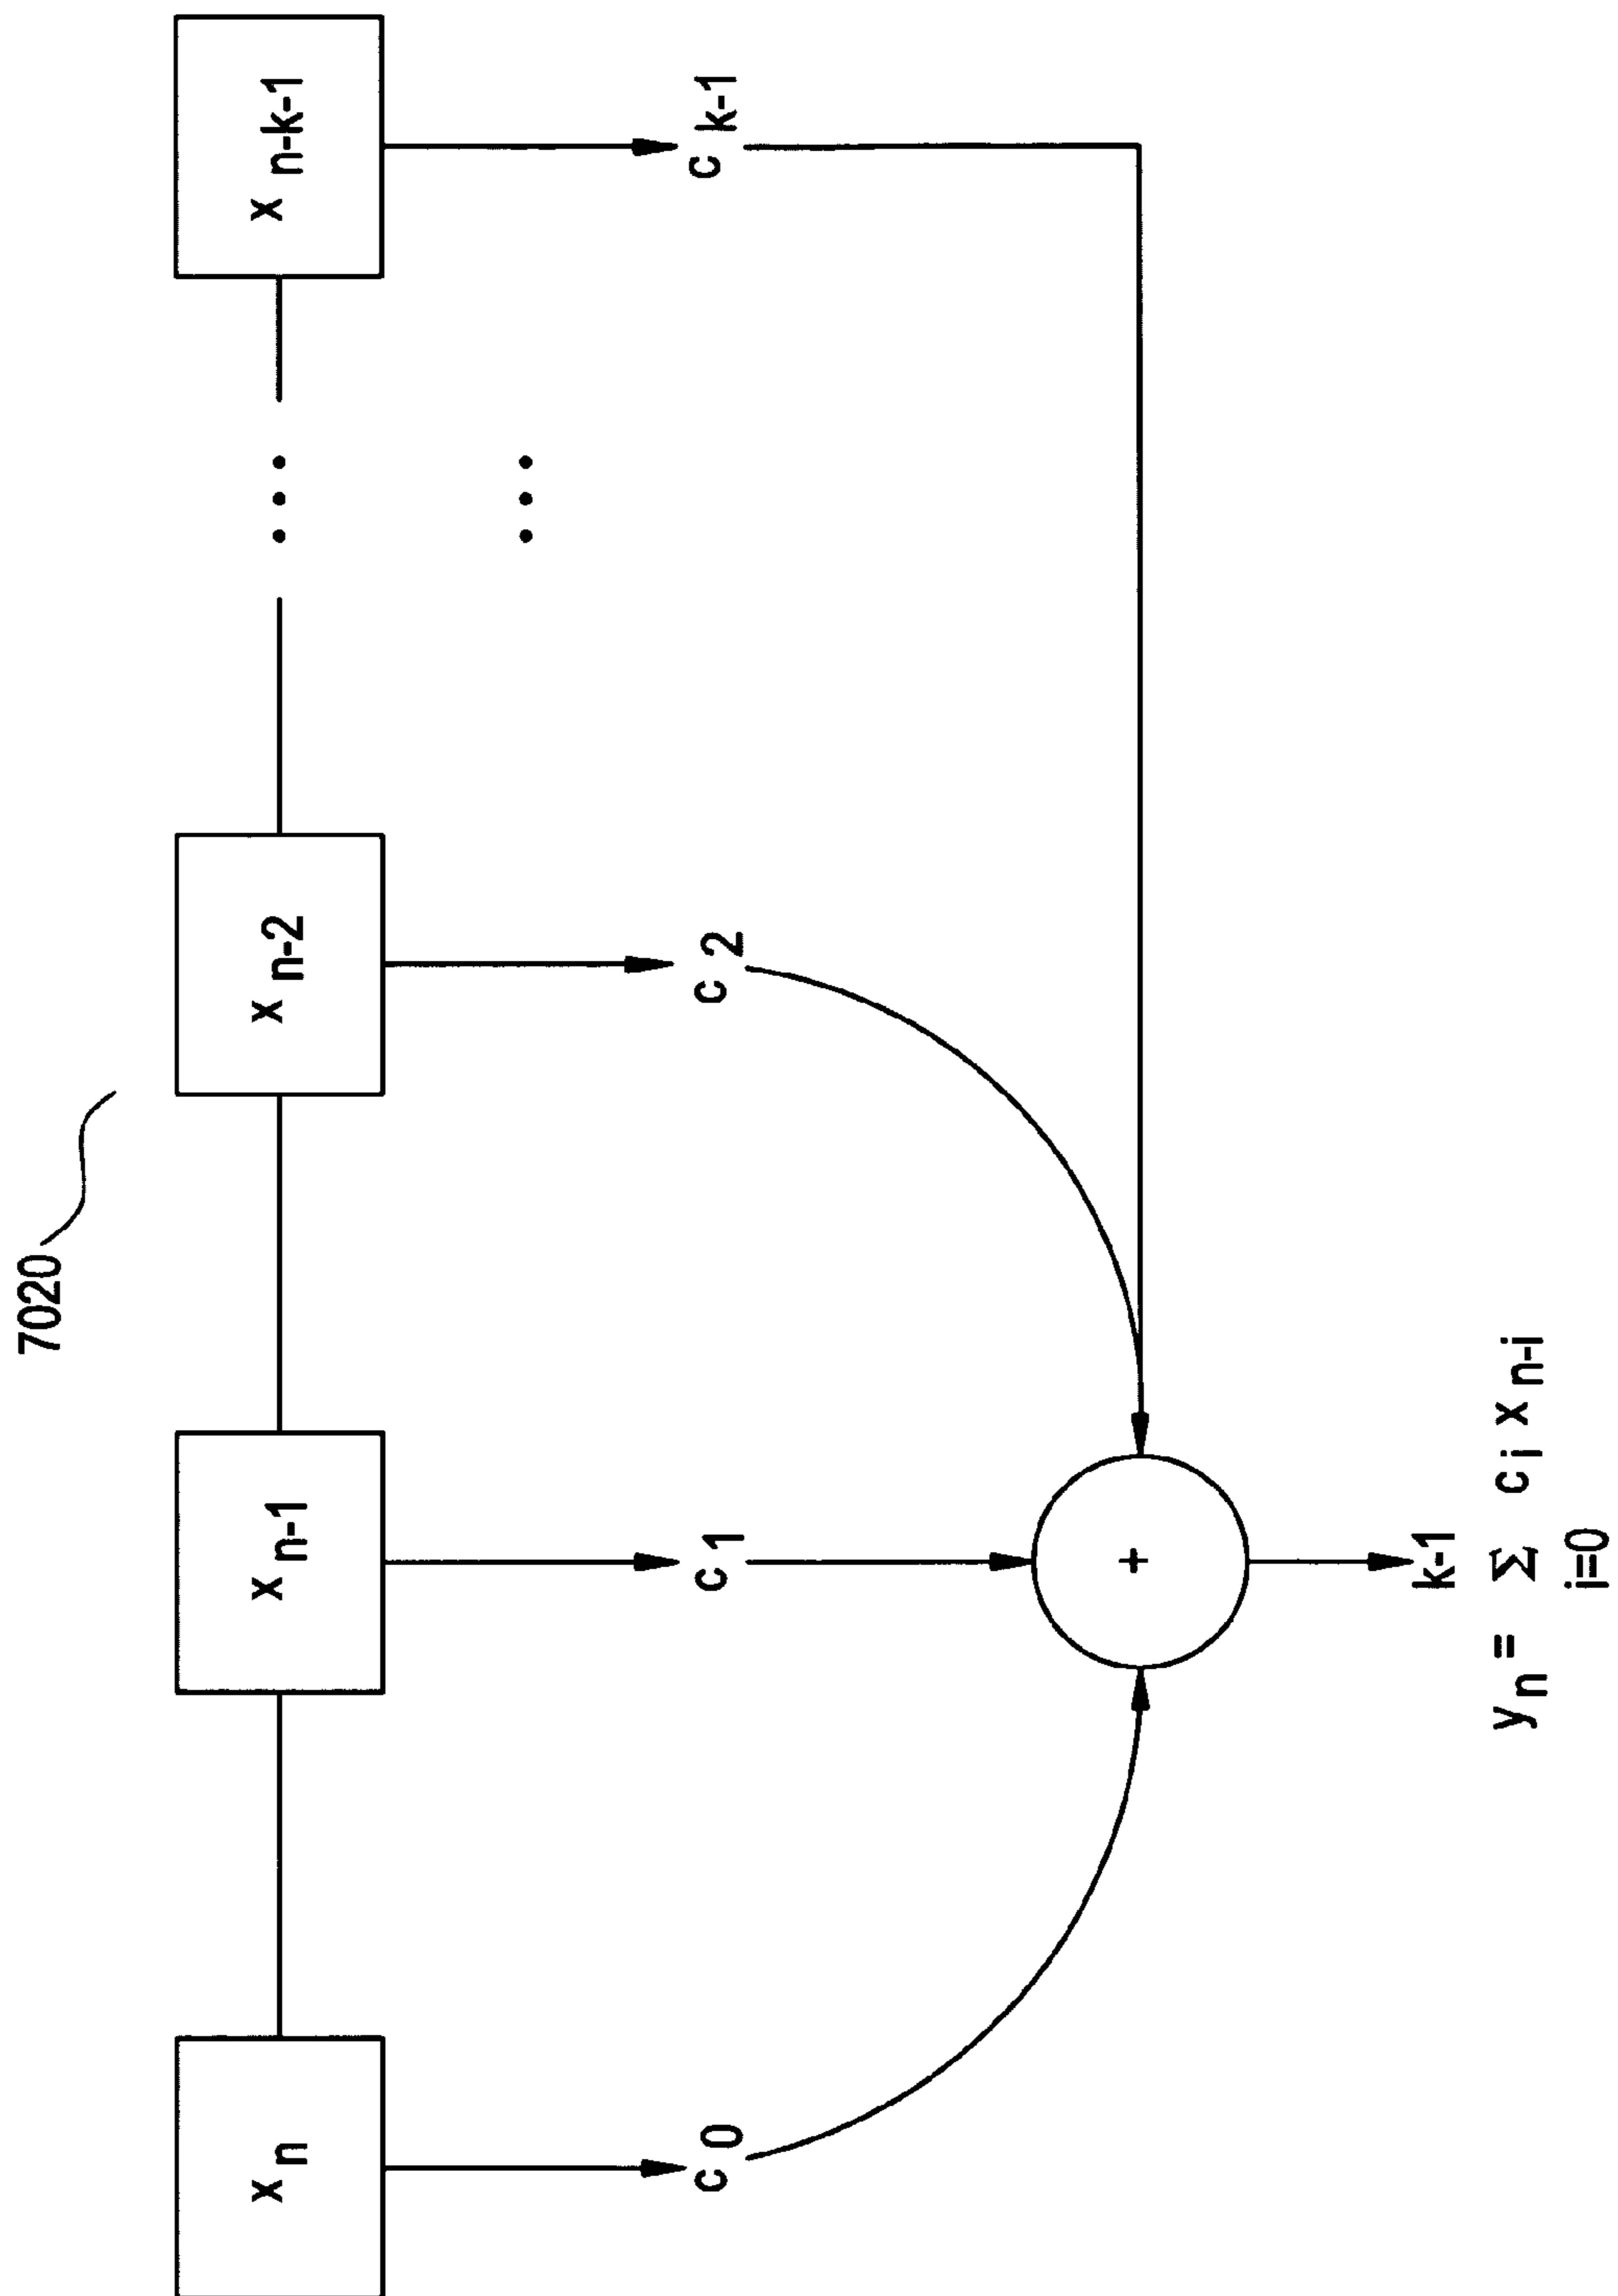 7020
x n
x n-1
x n-2
...
x n-k-1
c 0
c 1
c 2
...
c k-1
+
k-1
y n = Σ c i x n-i
i=0